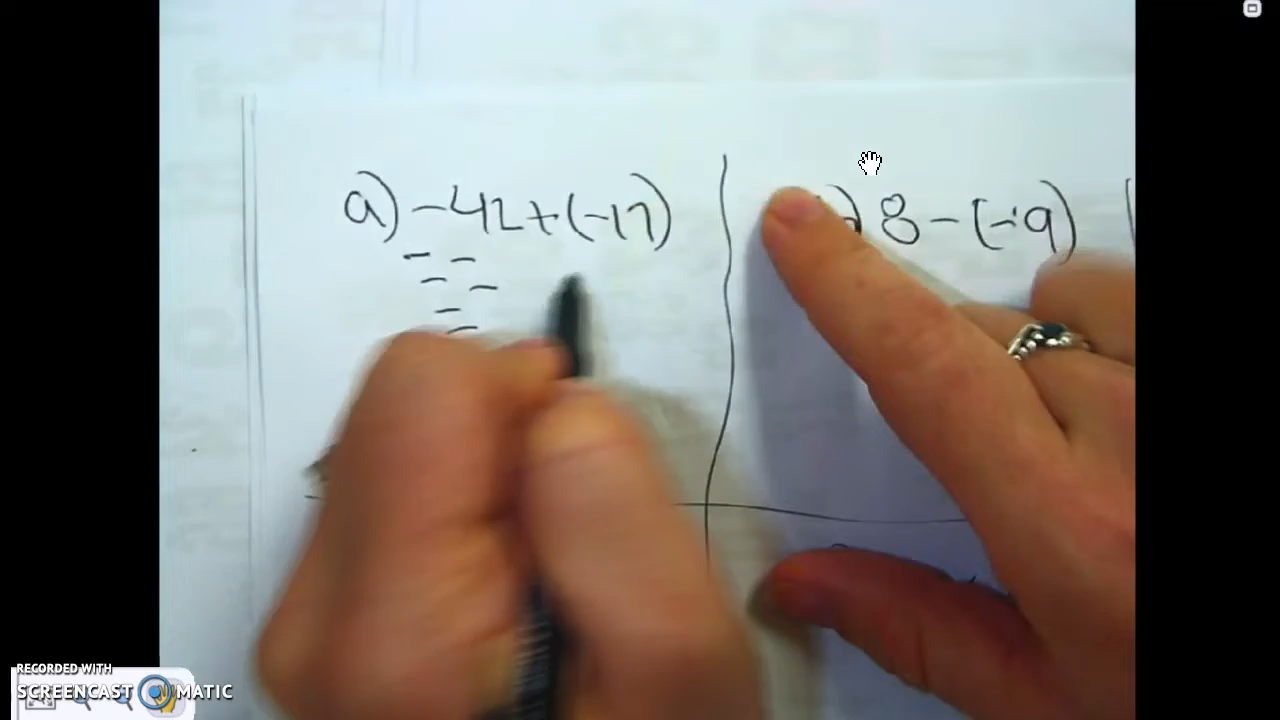 a) -42+(-17)
) 8-(-9)
- -
- -
-
-
RECORDED WITH
SCREENCAST MATIC